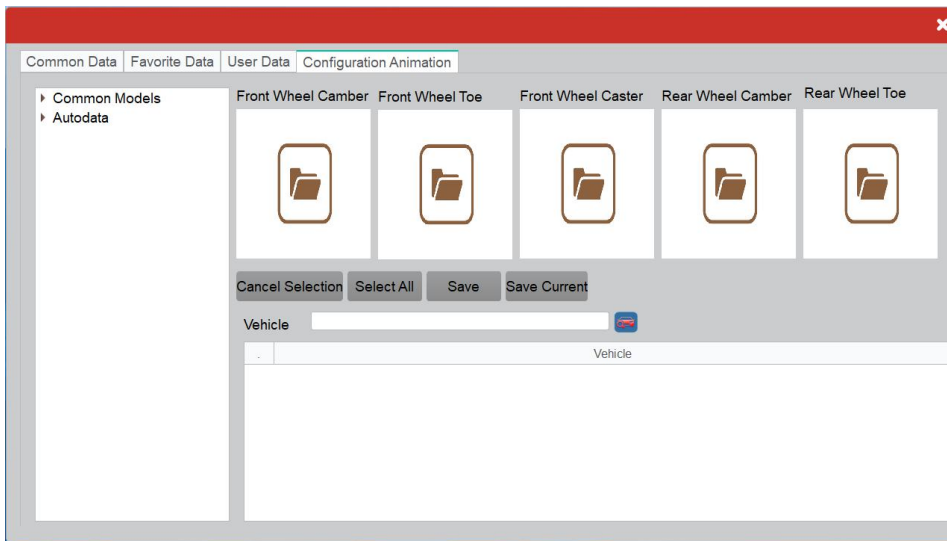 Common Data Favorite Data User Data Configuration Animation
Common Models
Autodata
Front Wheel Camber Front Wheel Toe Front Wheel Caster Rear Wheel Camber Rear Wheel Toe
Cancel Selection Select All Save Save Current
Vehicle
. Vehicle